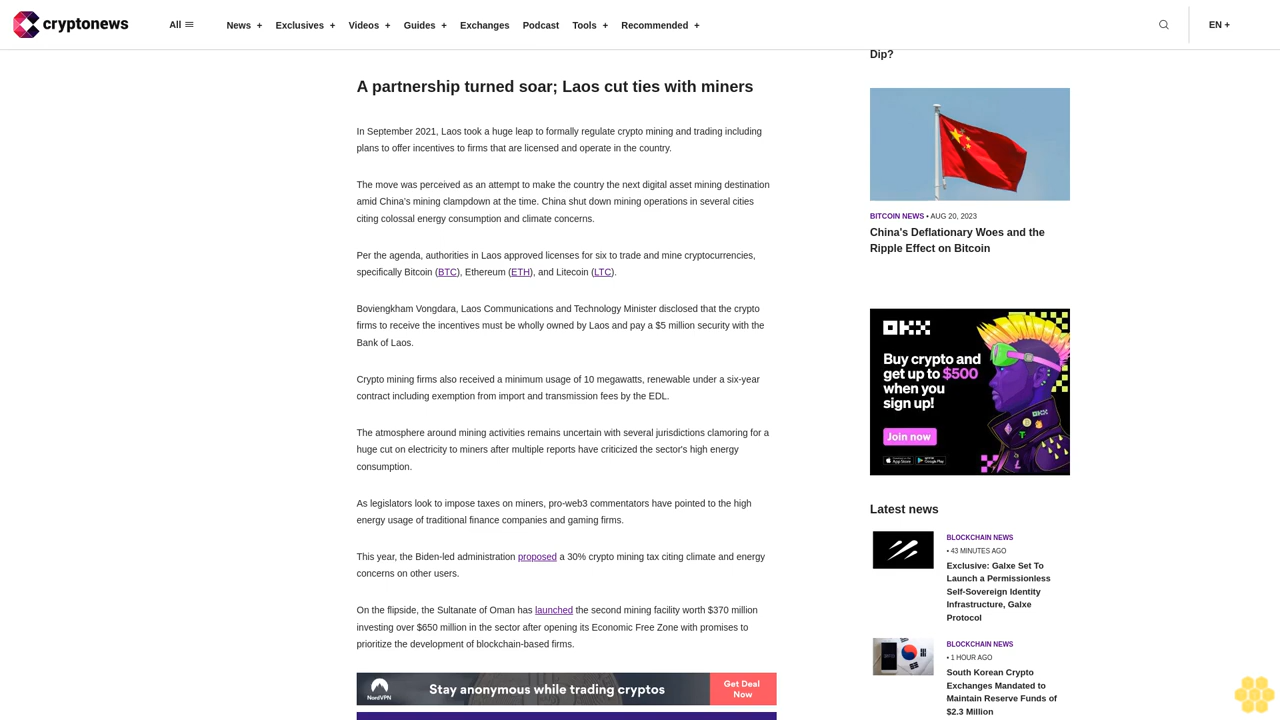 cryptonews
All
News +
Exclusives +
Videos +
Guides +
Exchanges
Podcast
Tools +
Recommended +
EN +
A partnership turned soar; Laos cut ties with miners
In September 2021, Laos took a huge leap to formally regulate crypto mining and trading including
plans to offer incentives to firms that are licensed and operate in the country.
The move was perceived as an attempt to make the country the next digital asset mining destination
amid China's mining clampdown at the time. China shut down mining operations in several cities
citing colossal energy consumption and climate concerns.
Per the agenda, authorities in Laos approved licenses for six to trade and mine cryptocurrencies,
specifically Bitcoin (BTC), Ethereum (ETH), and Litecoin (LTC).
Boviengkham Vongdara, Laos Communications and Technology Minister disclosed that the crypto
firms to receive the incentives must be wholly owned by Laos and pay a $5 million security with the
Bank of Laos.
Crypto mining firms also received a minimum usage of 10 megawatts, renewable under a six-year
contract including exemption from import and transmission fees by the EDL.
The atmosphere around mining activities remains uncertain with several jurisdictions clamoring for a
huge cut on electricity to miners after multiple reports have criticized the sector's high energy
consumption.
As legislators look to impose taxes on miners, pro-web3 commentators have pointed to the high
energy usage of traditional finance companies and gaming firms.
This year, the Biden-led administration proposed a 30% crypto mining tax citing climate and energy
concerns on other users.
On the flipside, the Sultanate of Oman has launched the second mining facility worth $370 million
investing over $650 million in the sector after opening its Economic Free Zone with promises to
prioritize the development of blockchain-based firms.
NordVPN
Stay anonymous while trading cryptos
Get Deal
Now
Dip?
BITCOIN NEWS • AUG 20, 2023
China's Deflationary Woes and the
Ripple Effect on Bitcoin
OKX
Buy crypto and
get up to $500
when you
sign up!
Join now
App Store
Google Play
Latest news
BLOCKCHAIN NEWS
• 43 MINUTES AGO
Exclusive: Galxe Set To
Launch a Permissionless
Self-Sovereign Identity
Infrastructure, Galxe
Protocol
BLOCKCHAIN NEWS
• 1 HOUR AGO
South Korean Crypto
Exchanges Mandated to
Maintain Reserve Funds of
$2.3 Million